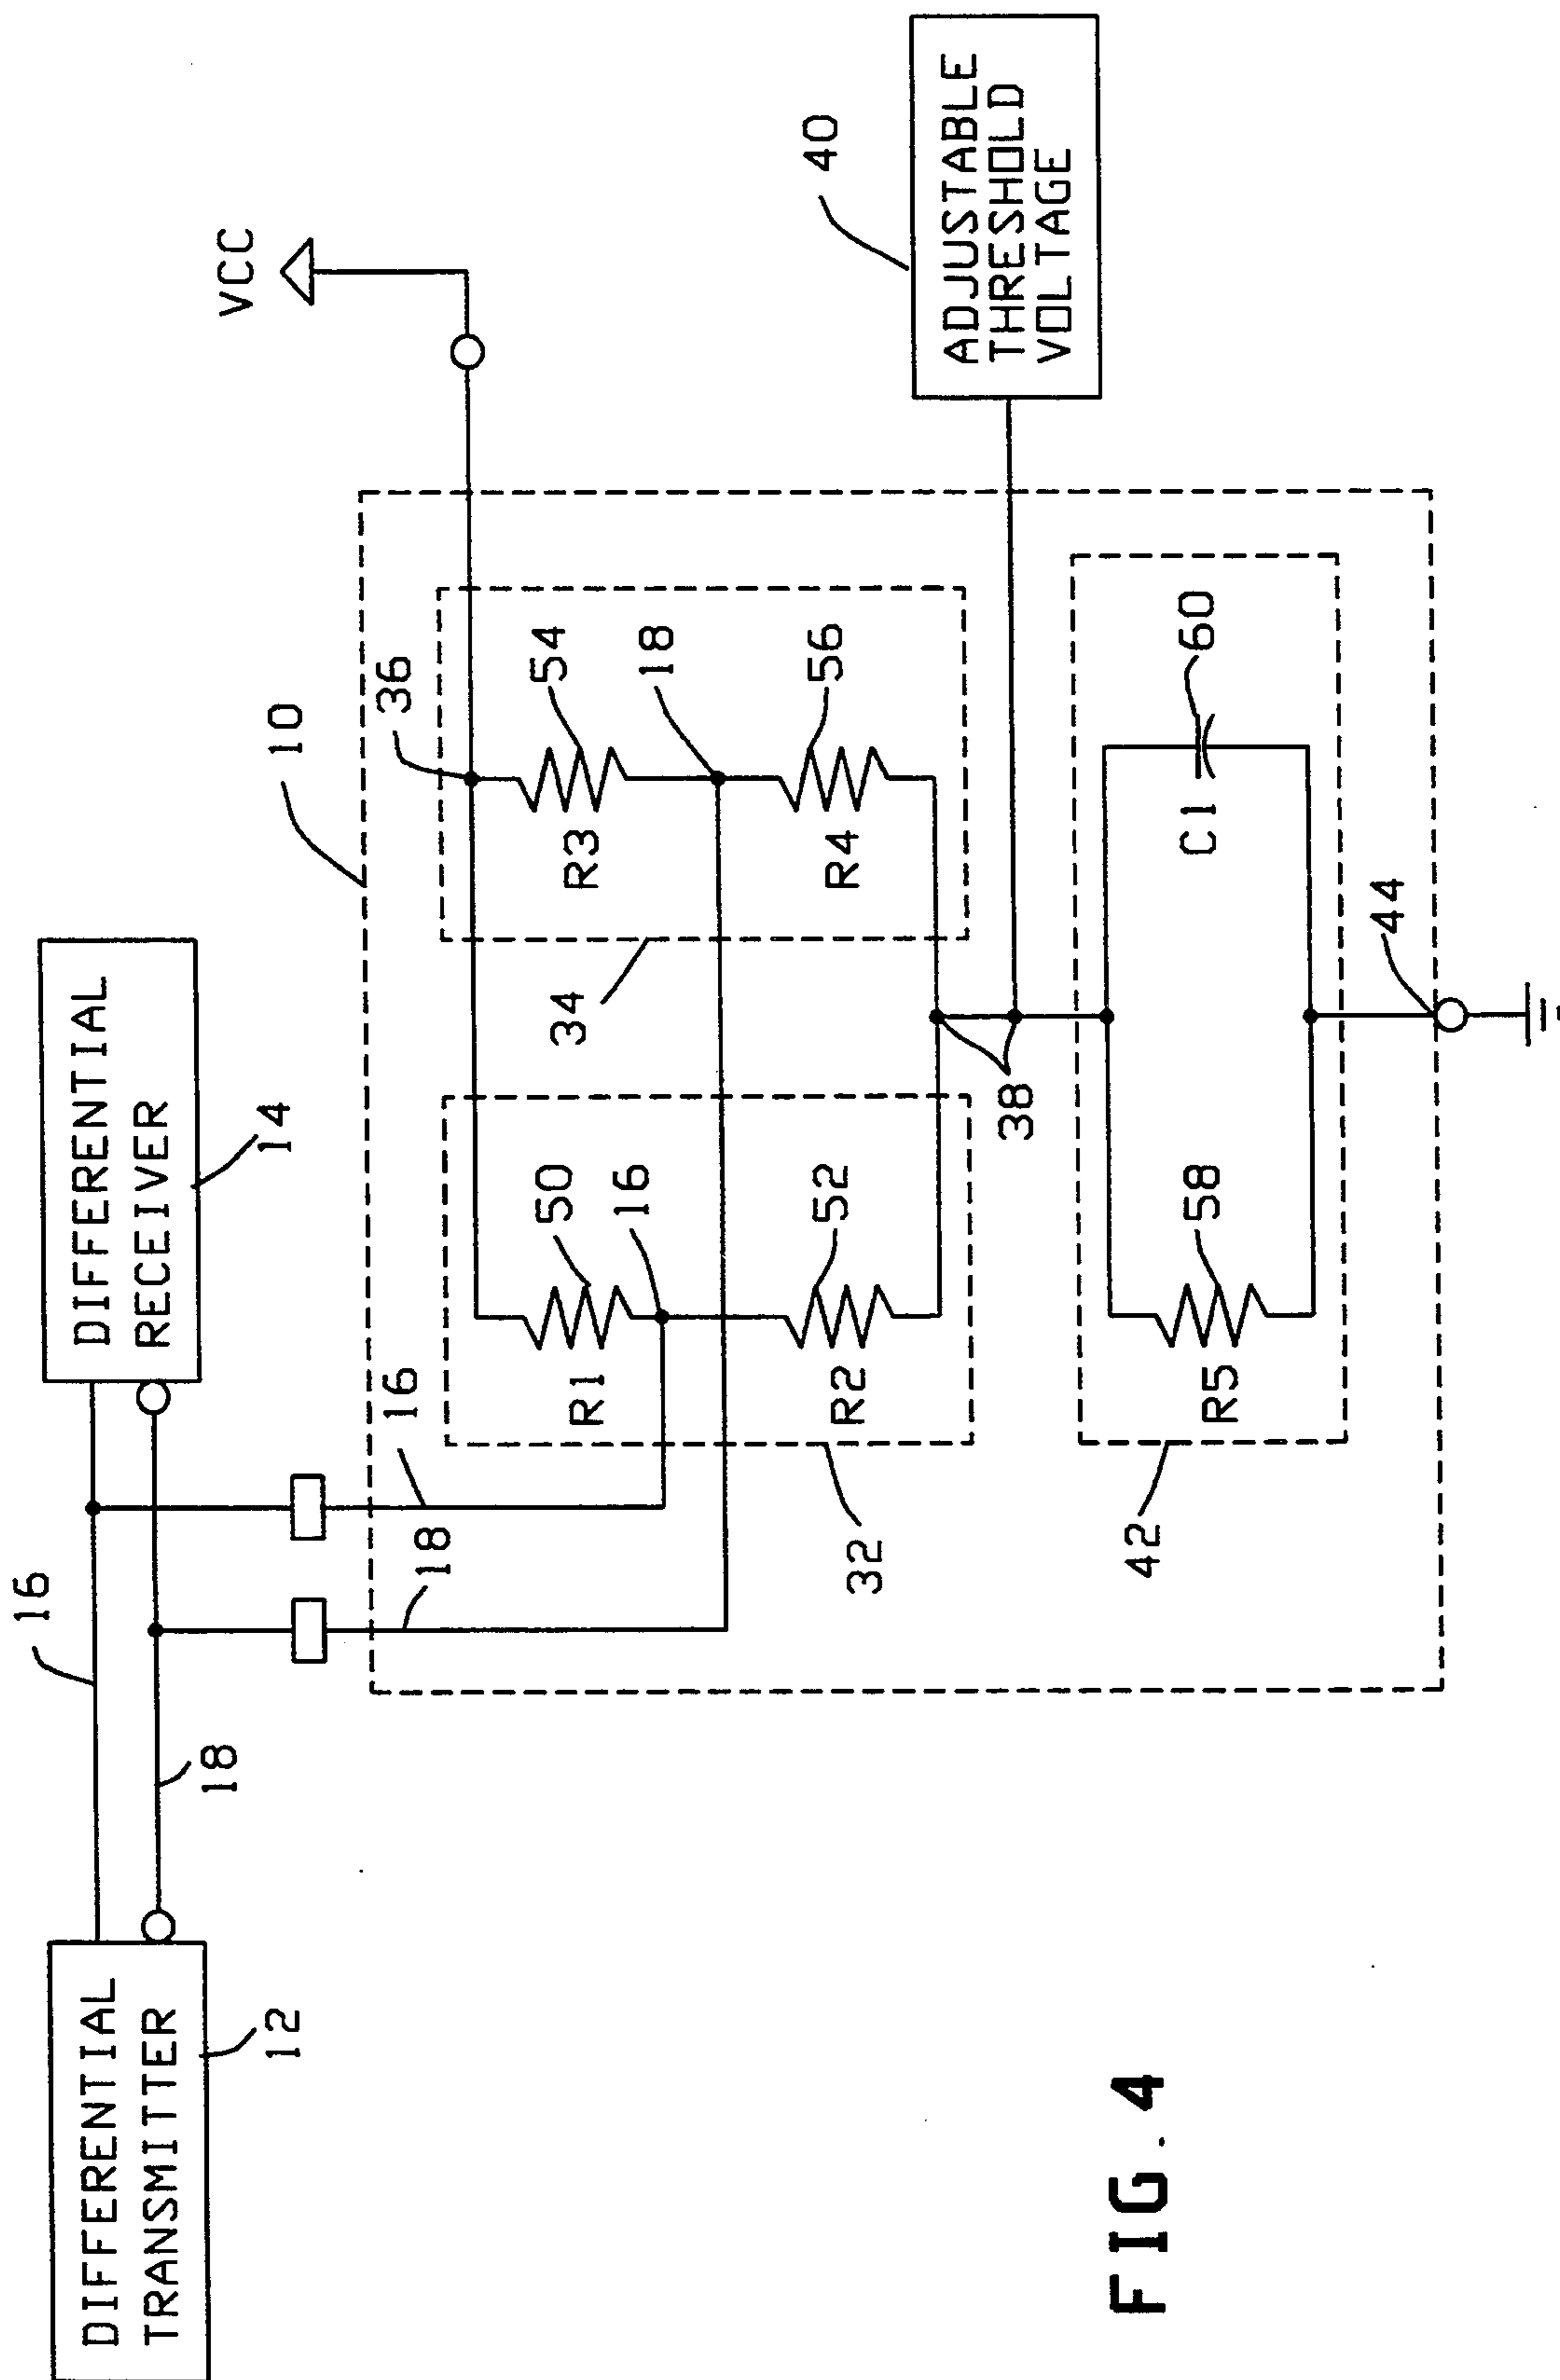 DIFFERENTIAL
TRANSMITTER
12
16
18
DIFFERENTIAL
RECEIVER
14
16
18
10
VCC
36
R1
50
16
R2
52
32
R3
54
18
R4
56
34
38
40
ADJUSTABLE
THRESHOLD
VOLTAGE
R5
58
C1
60
42
44
FIG. 4